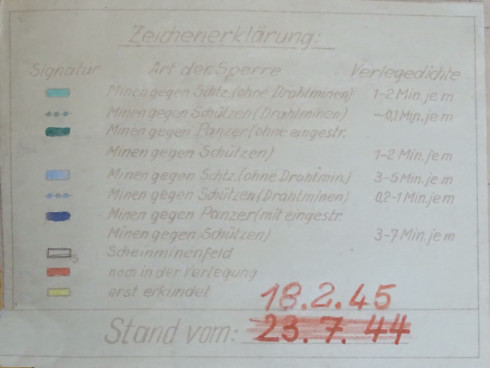 Zeichenerklärung:
Signatur Art der Sperre Verlegedichte
Minen gegen Schtz. (ohne Drahtminen) 1-2 Min. je m
Minen gegen Schützen (Drahtminen) ~0,1 Min. je m
Minen gegen Panzer (ohne eingestr.
Minen gegen Schützen) 1-2 Min. je m
Minen gegen Schtz. (ohne Drahtmin.) 3-6 Min. je m
Minen gegen Schützen (Drahtminen) 0,2-1 Min. je m
Minen gegen Panzer (mit eingestr.
Minen gegen Schützen) 3-7 Min. je m
Scheinminenfeld
noch in der Verlegung
erst erkundet
18.2.45
Stand vom: 23.7.44